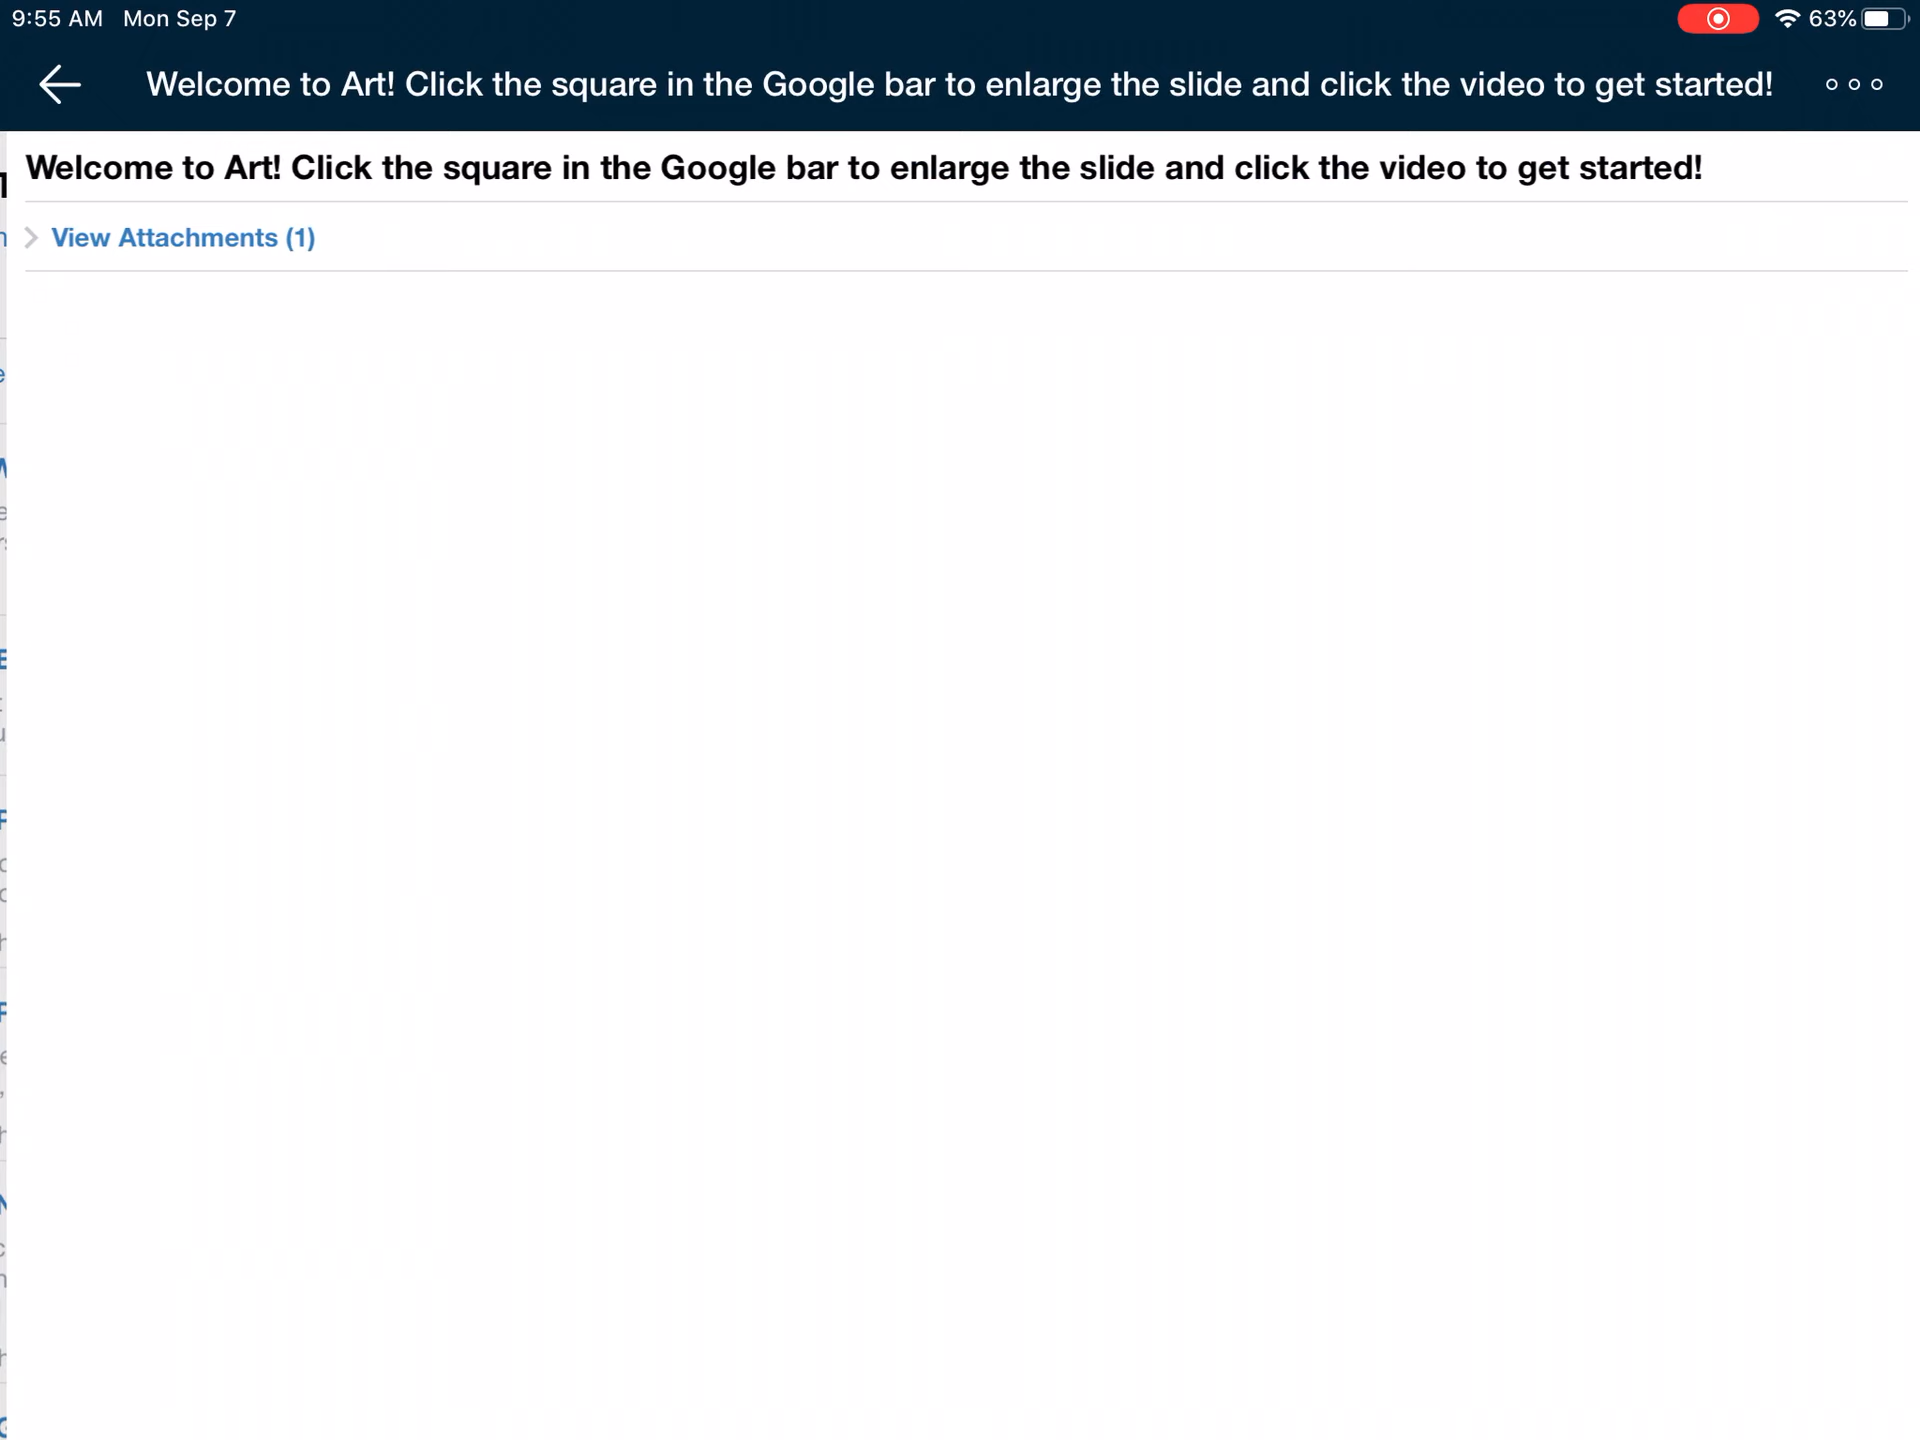 9:55 AM Mon Sep 7
63%
Welcome to Art! Click the square in the Google bar to enlarge the slide and click the video to get started!
Welcome to Art! Click the square in the Google bar to enlarge the slide and click the video to get started!
View Attachments (1)